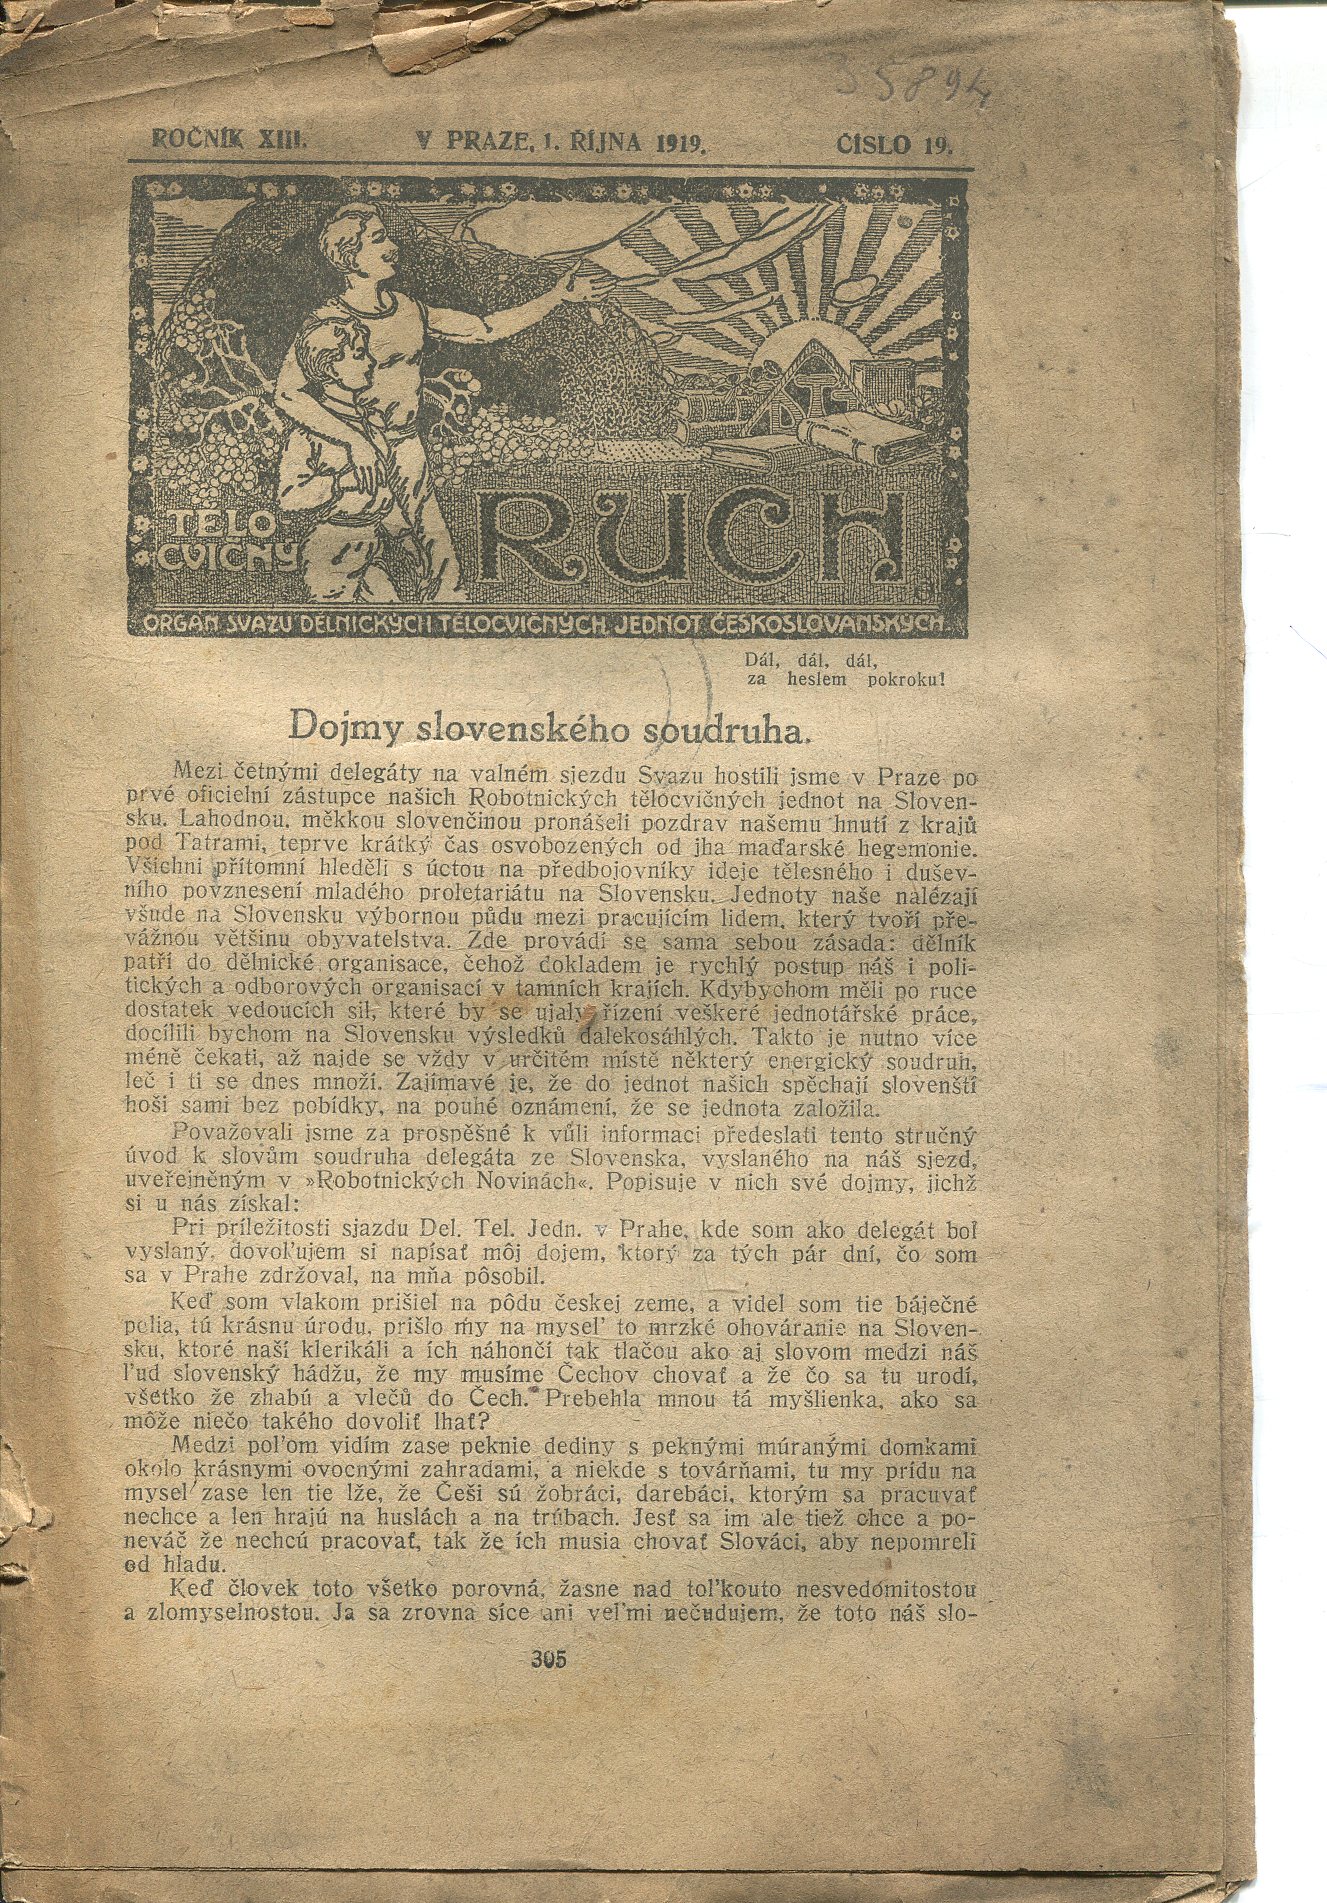 35894
ROČNÍK XIII. V PRAZE, 1. ŘÍJNA 1919. ČÍSLO 19.
TĚLO-
CVIČNÝ
RUCH
ORGÁN SVAZU DĚLNICKÝCH TĚLOCVIČNÝCH JEDNOT ČESKOSLOVANSKÝCH.
Dál, dál, dál,
za heslem pokroku!
Dojmy slovenského soudruha.
Mezi četnými delegáty na valném sjezdu Svazu hostili jsme v Praze po
prvé oficielní zástupce našich Robotnických tělocvičných jednot na Sloven-
sku. Lahodnou, měkkou slovenčinou pronášeli pozdrav našemu hnutí z krajů
pod Tatrami, teprve krátký čas osvobozených od jha maďarské hegemonie.
Všichni přítomní hleděli s úctou na předbojovníky ideje tělesného i dušev-
ního povznesení mladého proletariátu na Slovensku. Jednoty naše nalézají
všude na Slovensku výbornou půdu mezi pracujícím lidem, který tvoří pře-
vážnou většinu obyvatelstva. Zde provádí se sama sebou zásada: dělník
patří do dělnické organisace, čehož dokladem je rychlý postup náš i poli-
tických a odborových organisací v tamních krajích. Kdybychom měli po ruce
dostatek vedoucích sil, které by se ujaly řízení veškeré jednotářské práce,
docílili bychom na Slovensku výsledků dalekosáhlých. Takto je nutno více
méně čekati, až najde se vždy v určitém místě některý energický soudruh,
leč i ti se dnes množí. Zajímavé je, že do jednot našich spěchají slovenští
hoši sami bez pobídky, na pouhé oznámení, že se jednota založila.
Považovali jsme za prospěšné k vůli informaci předeslati tento stručný
úvod k slovům soudruha delegáta ze Slovenska, vyslaného na náš sjezd,
uveřejněným v »Robotnických Novinách«. Popisuje v nich své dojmy, jichž
si u nás získal:
Pri príležitosti sjazdu Del. Tel. Jedn. v Prahe, kde som ako delegát bol
vyslaný, dovoľujem si napísať môj dojem, ktorý za tých pár dní, čo som
sa v Prahe zdržoval, na mňa pôsobil.
Keď som vlakom prišiel na pôdu českej zeme, a videl som tie báječné
polia, tú krásnu úrodu, prišlo my na myseľ to mrzké ohováranie na Sloven-
sku, ktoré naší klerikáli a ích náhončí tak tlačou ako aj slovom medzi náš
ľud slovenský hádžu, že my musíme Čechov chovať a že čo sa tu urodí,
všetko že zhabú a vlečů do Čech. Prebehla mnou tá myšlienka, ako sa
môže niečo takého dovoliť lhať?
Medzi poľom vidím zase peknie dediny s peknými múranými domkami
okolo krásnymi ovocnými zahradami, a niekde s továrňami, tu my prídu na
mysel zase len tie lže, že Češi sú žobráci, darebáci, ktorým sa pracuvať
nechce a len hrajú na huslách a na trúbach. Jesť sa im ale tiež chce a po-
neváč že nechcú pracovať, tak že ích musia chovať Slováci, aby nepomreli
od hladu.
Keď človek toto všetko porovná, žasne nad toľkouto nesvedomitostou
a zlomyselnostou. Ja sa zrovna síce ani veľmi nečudujem, že toto náš slo-
305